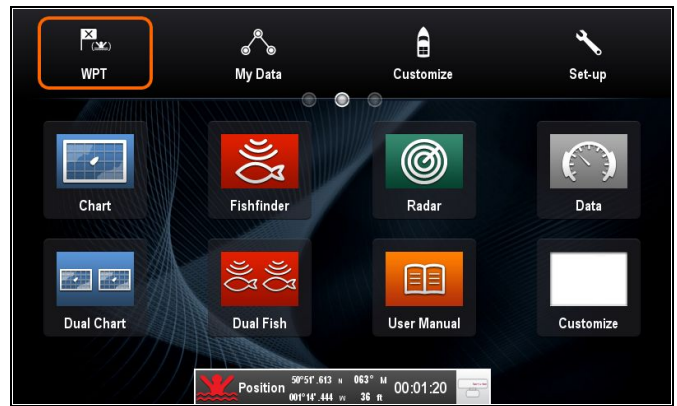 WPT My Data Customize Set-up
Chart Fishfinder Radar Data
Dual Chart Dual Fish User Manual Customize
Position 50°51'.613 N 063° M 00:01:20
001°14'.444 W 36 ft